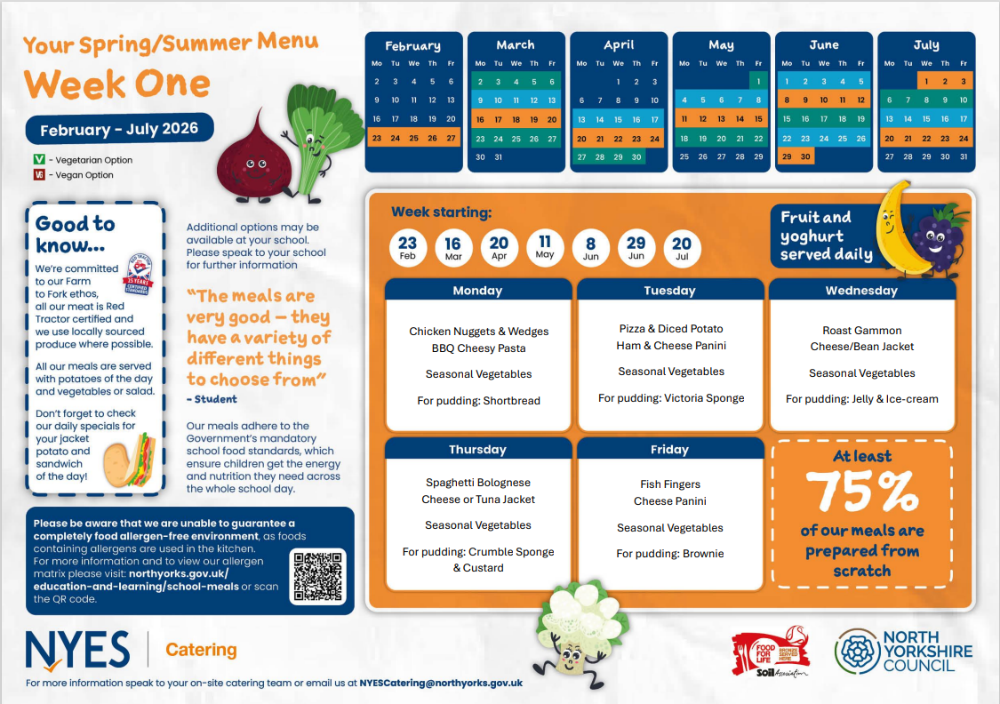 Your Spring/Summer Menu
Week One
February - July 2026
V - Vegetarian Option
VG - Vegan Option
February
Mo Tu We Th Fr
2 3 4 5 6
9 10 11 12 13
16 17 18 19 20
23 24 25 26 27
March
Mo Tu We Th Fr
2 3 4 5 6
9 10 11 12 13
16 17 18 19 20
23 24 25 26 27
30 31
April
Mo Tu We Th Fr
1 2 3
6 7 8 9 10
13 14 15 16 17
20 21 22 23 24
27 28 29 30
May
Mo Tu We Th Fr
1
4 5 6 7 8
11 12 13 14 15
18 19 20 21 22
25 26 27 28 29
June
Mo Tu We Th Fr
1 2 3 4 5
8 9 10 11 12
15 16 17 18 19
22 23 24 25 26
29 30
July
Mo Tu We Th Fr
1 2 3
6 7 8 9 10
13 14 15 16 17
20 21 22 23 24
27 28 29 30 31
Good to
know...
We're committed
to our Farm
to Fork ethos,
all our meat is Red
Tractor certified and
we use locally sourced
produce where possible.
All our meals are served
with potatoes of the day
and vegetables or salad.
Don't forget to check
our daily specials for
your jacket
potato and
sandwich
of the day!
RED TRACTOR
25 YEARS
CERTIFIED
STANDARDS
Additional options may be
available at your school.
Please speak to your school
for further information
"The meals are
very good – they
have a variety of
different things
to choose from"
- Student
Our meals adhere to the
Government's mandatory
school food standards, which
ensure children get the energy
and nutrition they need across
the whole school day.
Please be aware that we are unable to guarantee a
completely food allergen-free environment, as foods
containing allergens are used in the kitchen.
For more information and to view our allergen
matrix please visit: northyorks.gov.uk/
education-and-learning/school-meals or scan
the QR code.
Week starting:
23 Feb
16 Mar
20 Apr
11 May
8 Jun
29 Jun
20 Jul
Fruit and
yoghurt
served daily
Monday
Chicken Nuggets & Wedges
BBQ Cheesy Pasta
Seasonal Vegetables
For pudding: Shortbread
Tuesday
Pizza & Diced Potato
Ham & Cheese Panini
Seasonal Vegetables
For pudding: Victoria Sponge
Wednesday
Roast Gammon
Cheese/Bean Jacket
Seasonal Vegetables
For pudding: Jelly & Ice-cream
Thursday
Spaghetti Bolognese
Cheese or Tuna Jacket
Seasonal Vegetables
For pudding: Crumble Sponge
& Custard
Friday
Fish Fingers
Cheese Panini
Seasonal Vegetables
For pudding: Brownie
At least
75%
of our meals are
prepared from
scratch
NYES Catering
For more information speak to your on-site catering team or email us at NYESCatering@northyorks.gov.uk
FOOD
FOR LIFE
BRONZE
SERVED
HERE
Soil Association
NORTH
YORKSHIRE
COUNCIL